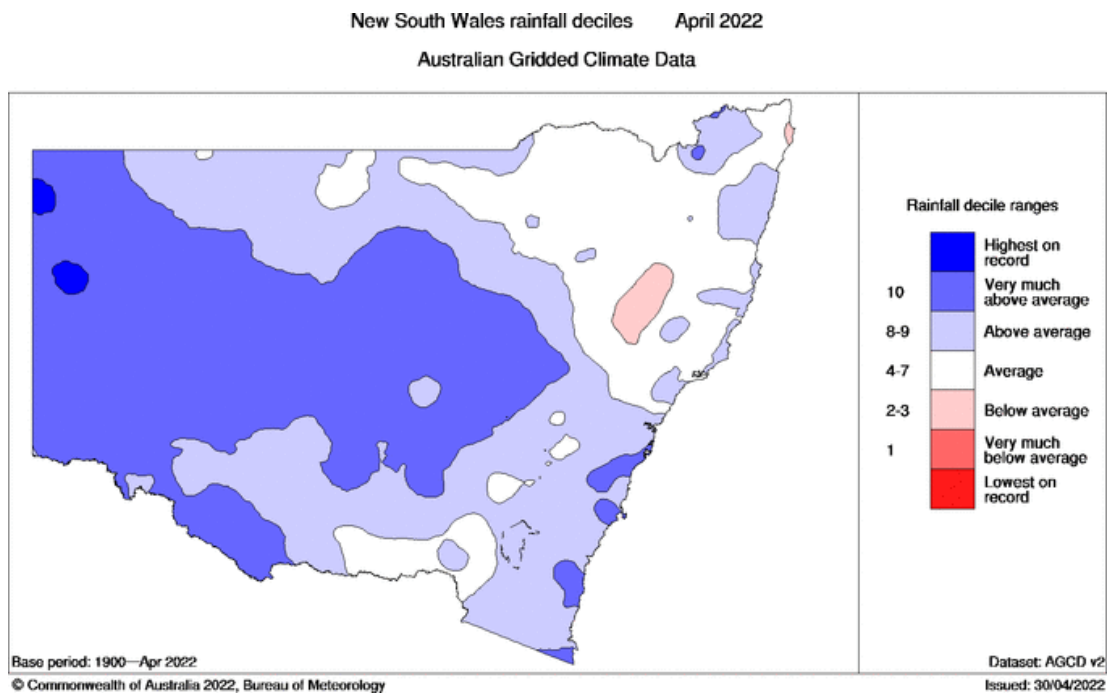 New South Wales rainfall deciles April 2022
Australian Gridded Climate Data
Rainfall decile ranges
Highest on
record
10 Very much
above average
8-9 Above average
4-7 Average
2-3 Below average
1 Very much
below average
Lowest on
record
Base period: 1900—Apr 2022 Dataset: AGCD v2
© Commonwealth of Australia 2022, Bureau of Meteorology Issued: 30/04/2022